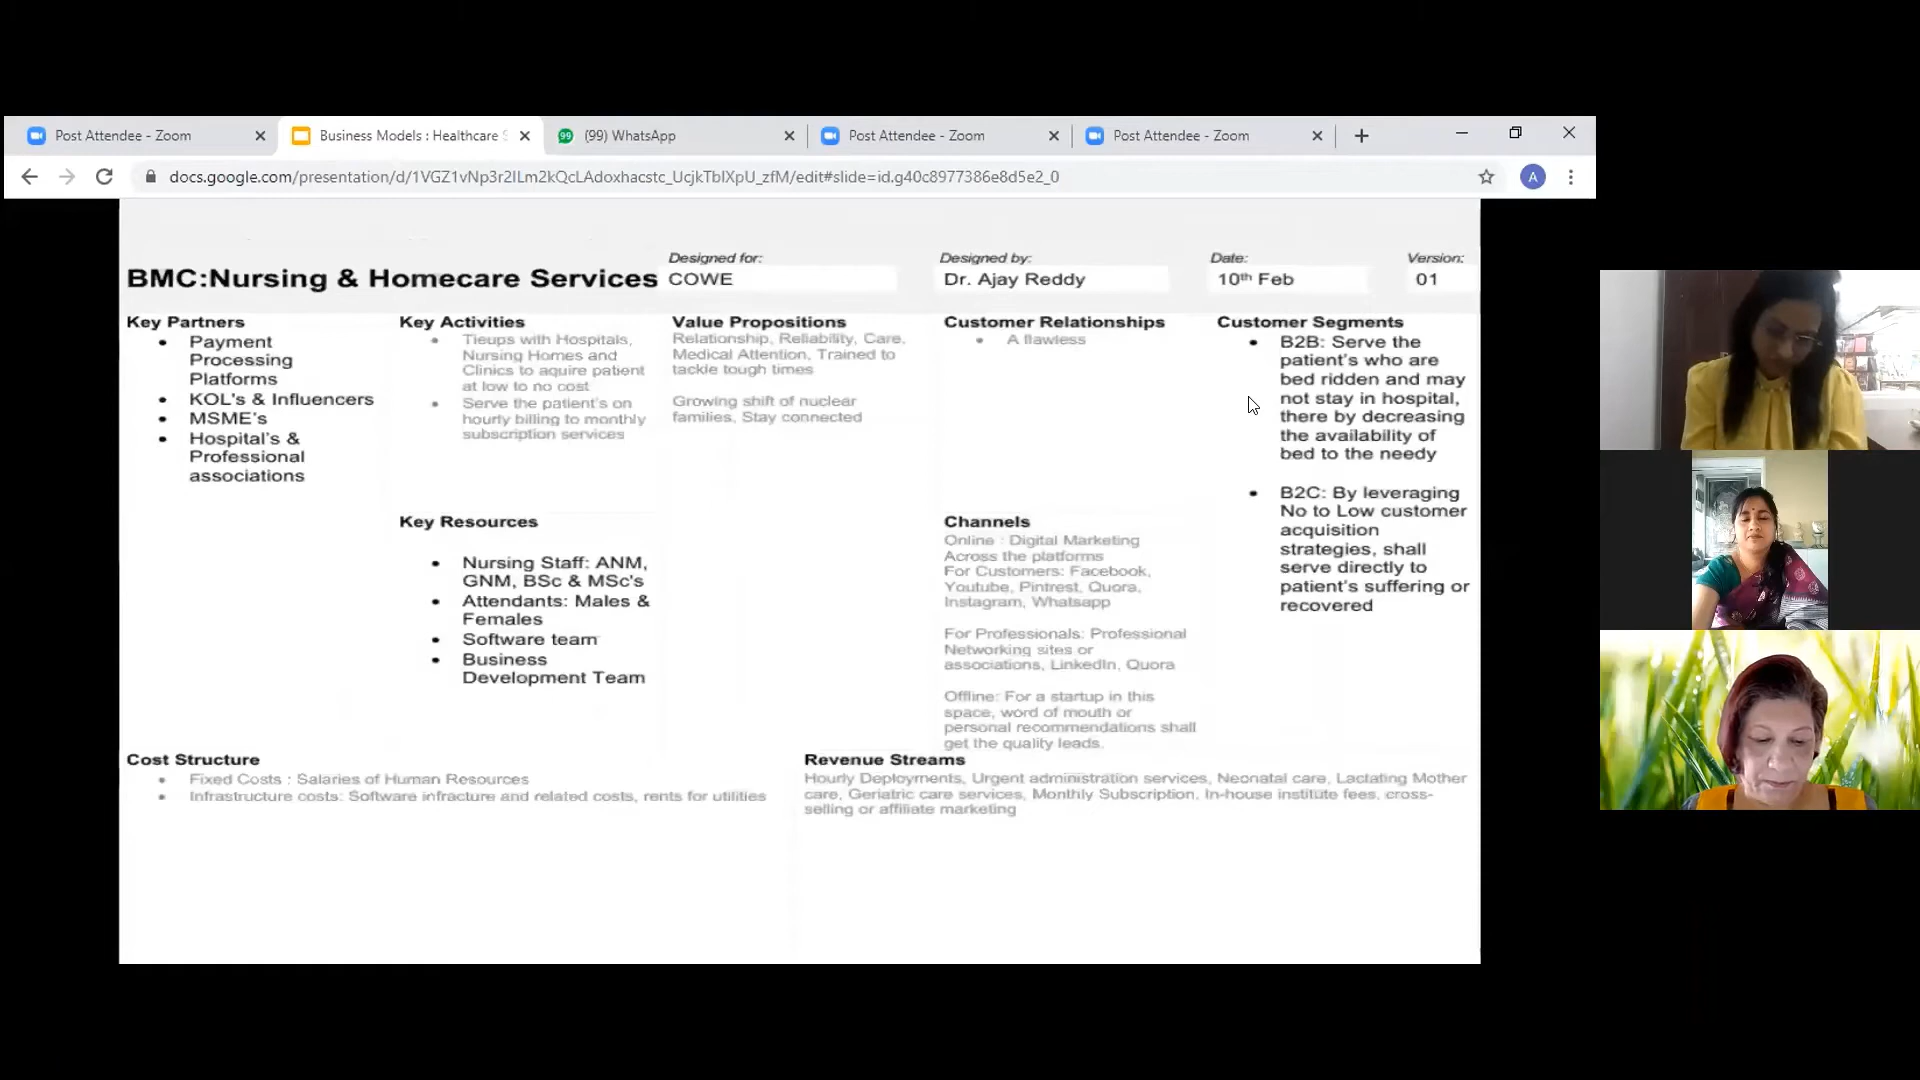 Post Attendee - Zoom
Business Models : Healthcare S
(99) WhatsApp
Post Attendee - Zoom
Post Attendee - Zoom
docs.google.com/presentation/d/1VGZ1vNp3r2ILm2kQcLAdoxhacstc_UcjkTbIXpU_zfM/edit#slide=id.g40c8977386e8d5e2_0
A
Designed for:
Designed by:
Date:
Version:
BMC:Nursing & Homecare Services
COWE
Dr. Ajay Reddy
10th Feb
01
Key Partners
Payment
Processing
Platforms
KOL's & Influencers
MSME's
Hospital's &
Professional
associations
Key Activities
Tieups with Hospitals,
Nursing Homes and
Clinics to aquire patient
at low to no cost
Serve the patient's on
hourly billing to monthly
subscription services
Key Resources
Nursing Staff: ANM,
GNM, BSc & MSc's
Attendants: Males &
Females
Software team
Business
Development Team
Value Propositions
Relationship, Reliability, Care,
Medical Attention, Trained to
tackle tough times
Growing shift of nuclear
families, Stay connected
Customer Relationships
A flawless
Channels
Online : Digital Marketing
Across the platforms
For Customers: Facebook,
Youtube, Pintrest, Quora,
Instagram, Whatsapp
For Professionals: Professional
Networking sites or
associations, LinkedIn, Quora
Offline: For a startup in this
space, word of mouth or
personal recommendations shall
get the quality leads.
Customer Segments
B2B: Serve the
patient's who are
bed ridden and may
not stay in hospital,
there by decreasing
the availability of
bed to the needy
B2C: By leveraging
No to Low customer
acquisition
strategies, shall
serve directly to
patient's suffering or
recovered
Cost Structure
Fixed Costs : Salaries of Human Resources
Infrastructure costs: Software infracture and related costs, rents for utilities
Revenue Streams
Hourly Deployments, Urgent administration services, Neonatal care, Lactating Mother
care, Geriatric care services, Monthly Subscription, In-house institute fees, cross-
selling or affiliate marketing